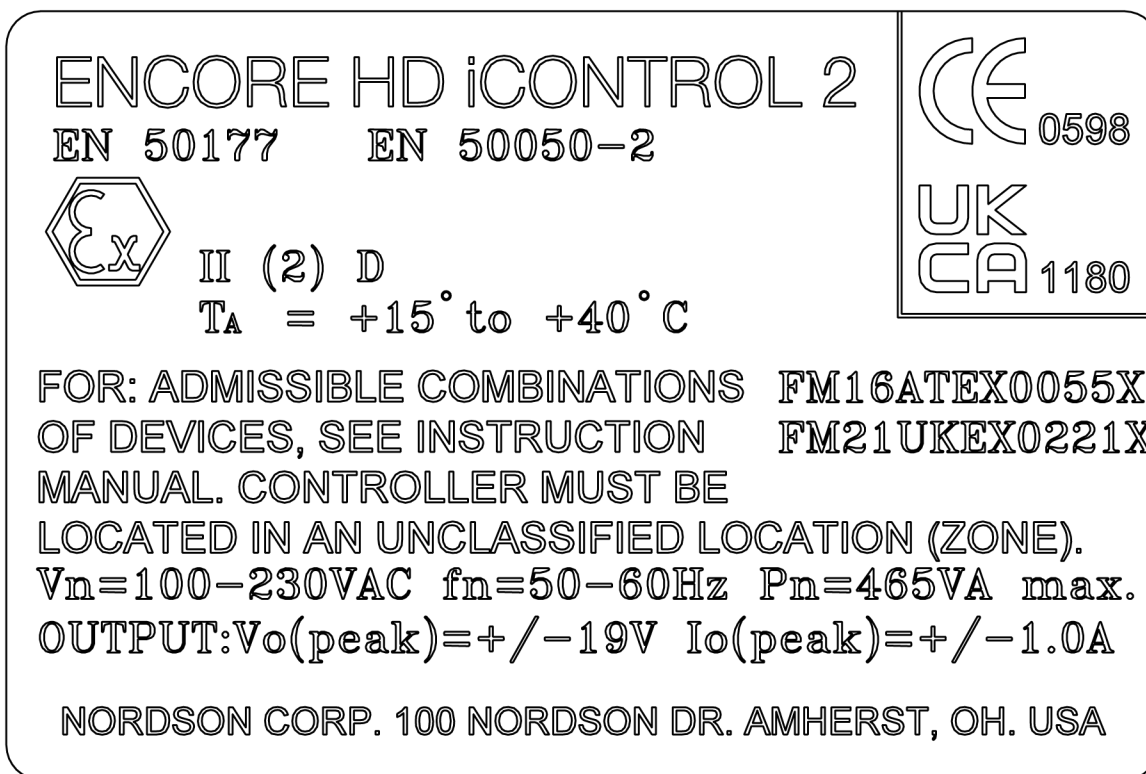 ENCORE HD iCONTROL 2
EN 50177 EN 50050-2
CE 0598
UK
CA 1180
Ex
II (2) D
TA = +15° to +40°C
FOR: ADMISSIBLE COMBINATIONS
OF DEVICES, SEE INSTRUCTION
MANUAL. CONTROLLER MUST BE
LOCATED IN AN UNCLASSIFIED LOCATION (ZONE).
FM16ATEX0055X
FM21UKEX0221X
Vn=100-230VAC fn=50-60Hz Pn=465VA max.
OUTPUT:Vo(peak)=+/-19V Io(peak)=+/-1.0A
NORDSON CORP. 100 NORDSON DR. AMHERST, OH. USA